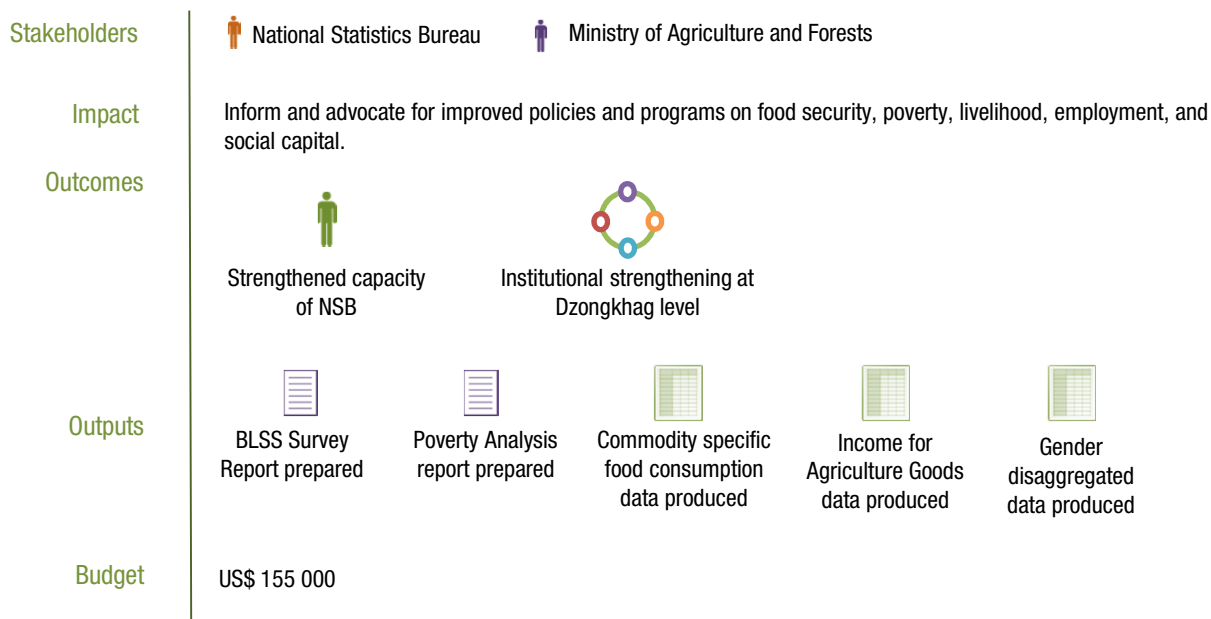 Stakeholders
National Statistics Bureau
Ministry of Agriculture and Forests
Impact
Inform and advocate for improved policies and programs on food security, poverty, livelihood, employment, and
social capital.
Outcomes
Strengthened capacity
of NSB
Institutional strengthening at
Dzongkhag level
Outputs
BLSS Survey
Report prepared
Poverty Analysis
report prepared
Commodity specific
food consumption
data produced
Income for
Agriculture Goods
data produced
Gender
disaggregated
data produced
Budget
US$ 155 000